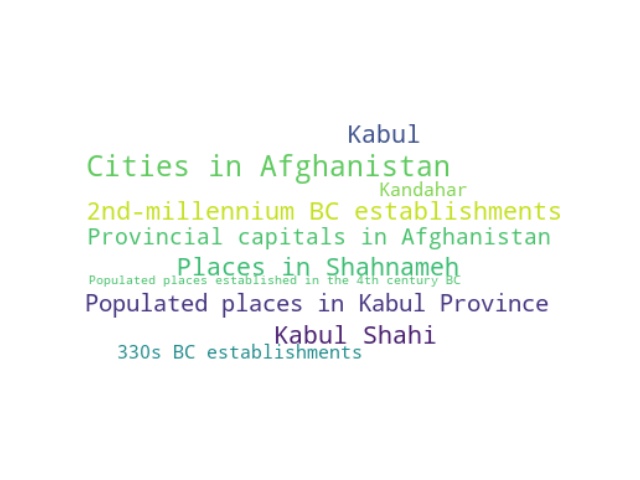 Kabul
Cities in Afghanistan
Kandahar
2nd-millennium BC establishments
Provincial capitals in Afghanistan
Places in Shahnameh
Populated places established in the 4th century BC
Populated places in Kabul Province
Kabul Shahi
330s BC establishments